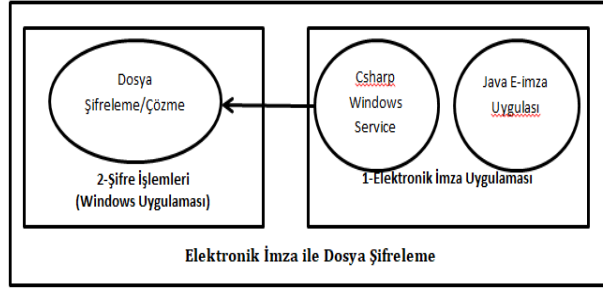 Dosya
Şifreleme/Çözme
2-Şifre İşlemleri
(Windows Uygulaması)
Csharp
Windows
Service
Java E-imza
Uygulası
1-Elektronik İmza Uygulaması
Elektronik İmza ile Dosya Şifreleme